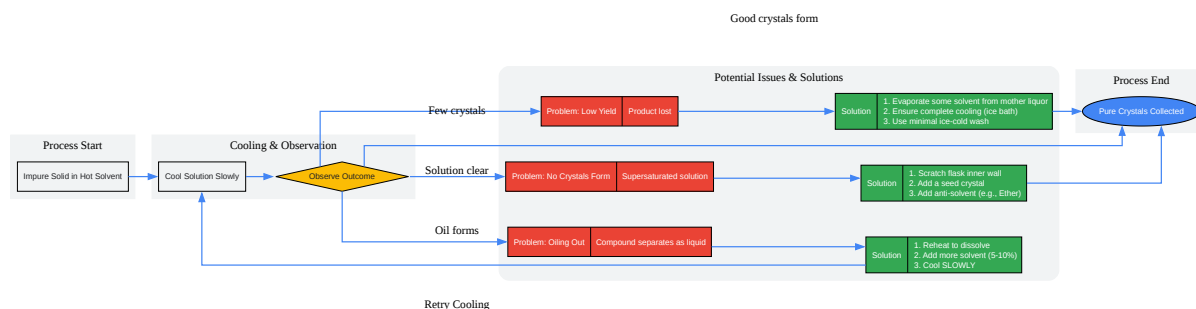 Good crystals form
Potential Issues & Solutions
Process End
Few crystals
Problem: Low Yield
Product lost
Solution
1. Evaporate some solvent from mother liquor
2. Ensure complete cooling (ice bath)
3. Use minimal ice-cold wash
Pure Crystals Collected
Process Start
Cooling & Observation
Impure Solid in Hot Solvent
Cool Solution Slowly
Observe Outcome
Solution clear
Problem: No Crystals Form
Supersaturated solution
Solution
1. Scratch flask inner wall
2. Add a seed crystal
3. Add anti-solvent (e.g., Ether)
Oil forms
Problem: Oiling Out
Compound separates as liquid
Solution
1. Reheat to dissolve
2. Add more solvent (5-10%)
3. Cool SLOWLY
Retry Cooling